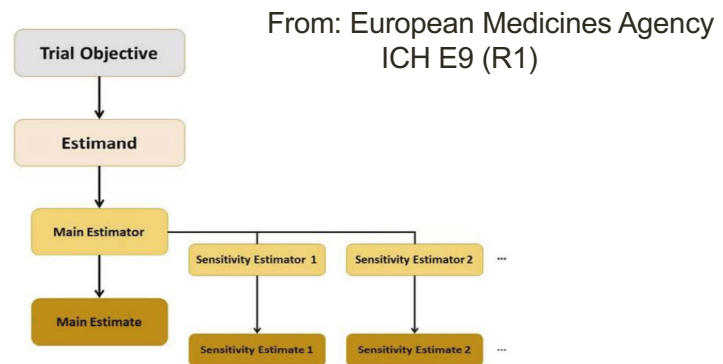 From: European Medicines Agency
ICH E9 (R1)
Trial Objective
Estimand
Main Estimator
Sensitivity Estimator 1
Sensitivity Estimator 2
...
Main Estimate
Sensitivity Estimate 1
Sensitivity Estimate 2
...